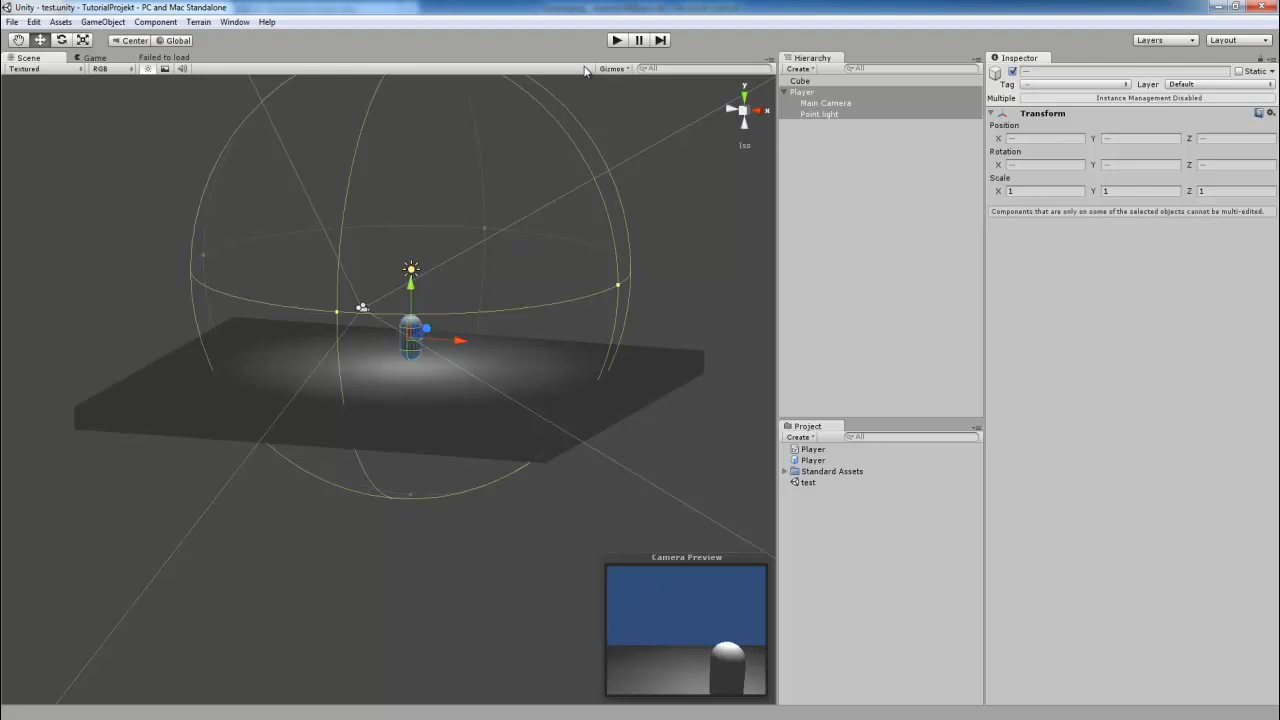 Unity - test.unity - TutorialProjekt - PC and Mac Standalone
File Edit Assets GameObject Component Terrain Window Help
Center Global Layers Layout
Scene Game Failed to load Hierarchy Inspector
Textured RGB Gizmos All Create All Static
Tag — Layer Default
Multiple Instance Management Disabled
Cube
Player
Main Camera
Point light
y
x
Iso
Transform
Position
X — Y — Z —
Rotation
X — Y — Z —
Scale
X 1 Y 1 Z 1
Components that are only on some of the selected objects cannot be multi-edited.
Project
Create All
Player
Player
Standard Assets
test
Camera Preview